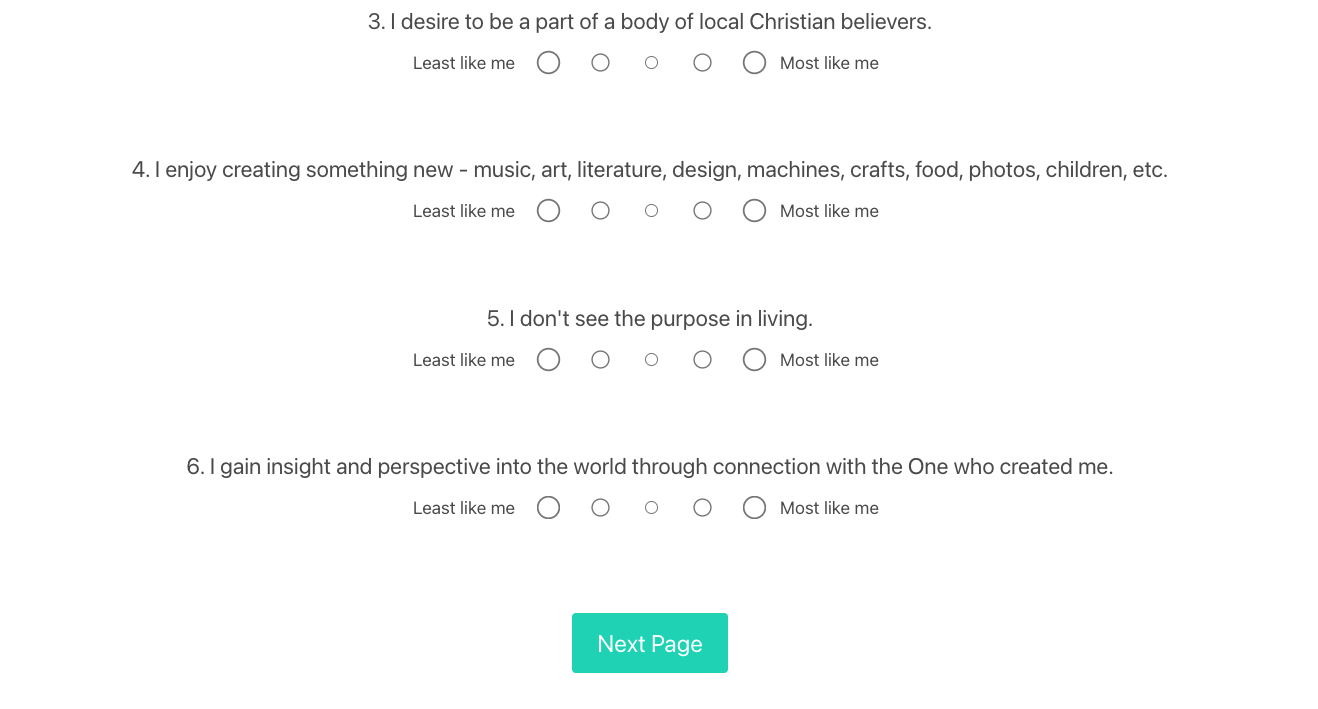 3. I desire to be a part of a body of local Christian believers.
Least like me Most like me
4. I enjoy creating something new - music, art, literature, design, machines, crafts, food, photos, children, etc.
Least like me Most like me
5. I don't see the purpose in living.
Least like me Most like me
6. I gain insight and perspective into the world through connection with the One who created me.
Least like me Most like me
Next Page